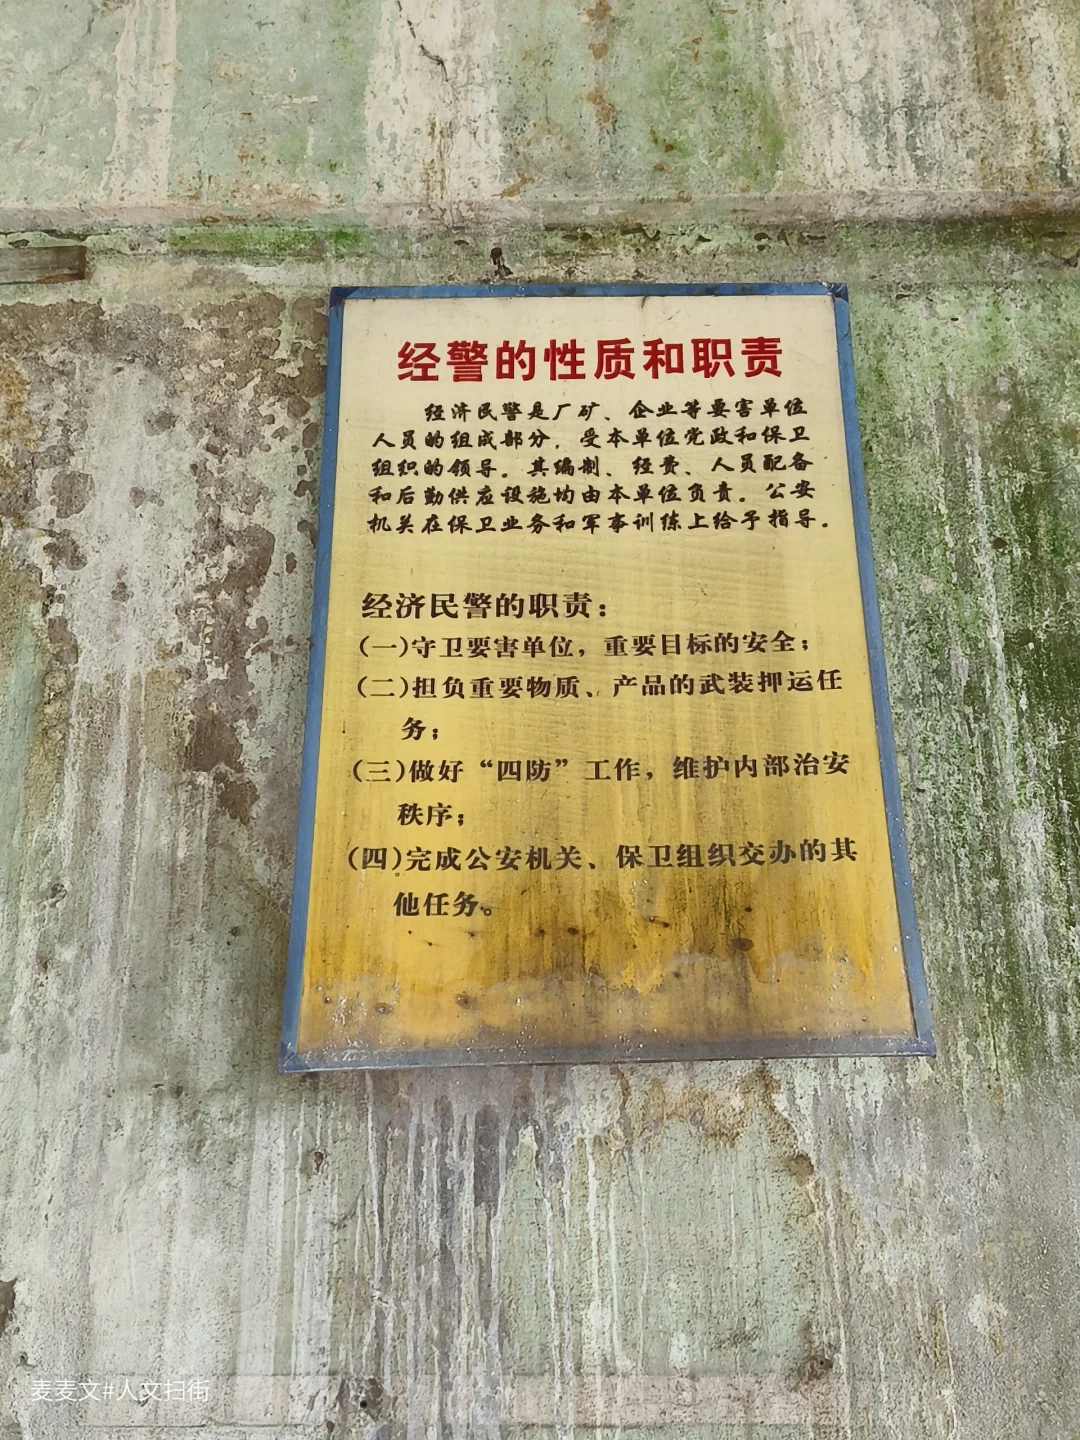 经警的性质和职责
经济民警是厂矿、企业等要害单位
人员的组成部分，受本单位党政和保卫
组织的领导。其编制、经费、人员配备
和后勤供应设施均由本单位负责。公安
机关在保卫业务和军事训练上给予指导。
经济民警的职责：
(一)守卫要害单位，重要目标的安全；
(二)担负重要物质、产品的武装押运任
务；
(三)做好“四防”工作，维护内部治安
秩序；
(四)完成公安机关、保卫组织交办的其
他任务。
麦麦文#人文扫街